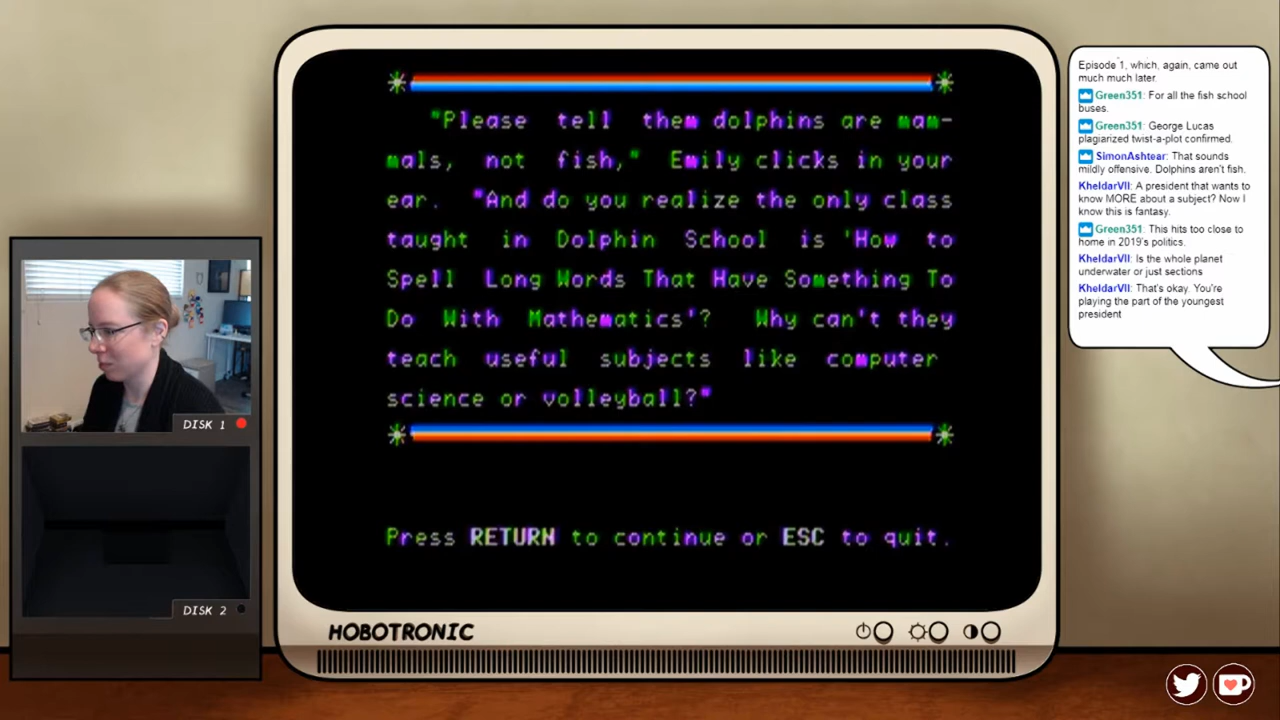 "Please tell them dolphins are mam-
mals, not fish," Emily clicks in your
ear. "And do you realize the only class
taught in Dolphin School is 'How to
Spell Long Words That Have Something To
Do With Mathematics'? Why can't they
teach useful subjects like computer
science or volleyball?"
Press RETURN to continue or ESC to quit.
HOBOTRONIC
DISK 1
DISK 2
Episode 1, which, again, came out
much much later.
Green351: For all the fish school
buses.
Green351: George Lucas
plagiarized twist-a-plot confirmed.
SimonAshtear: That sounds
mildly offensive. Dolphins aren't fish.
KheldarVII: A president that wants to
know MORE about a subject? Now I
know this is fantasy.
Green351: This hits too close to
home in 2019's politics.
KheldarVII: Is the whole planet
underwater or just sections
KheldarVII: That's okay. You're
playing the part of the youngest
president